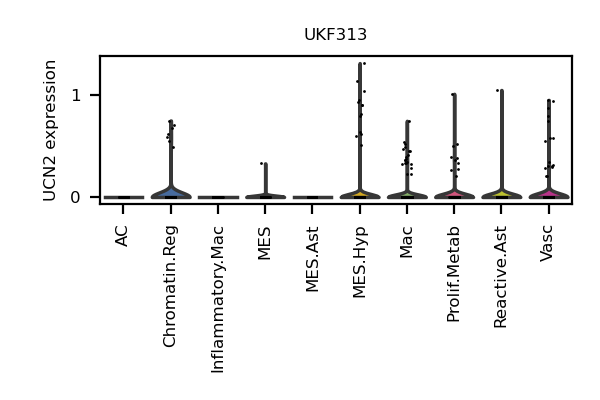 UKF313
UCN2 expression
1
0
AC
Chromatin.Reg
Inflammatory.Mac
MES
MES.Ast
MES.Hyp
Mac
Prolif.Metab
Reactive.Ast
Vasc